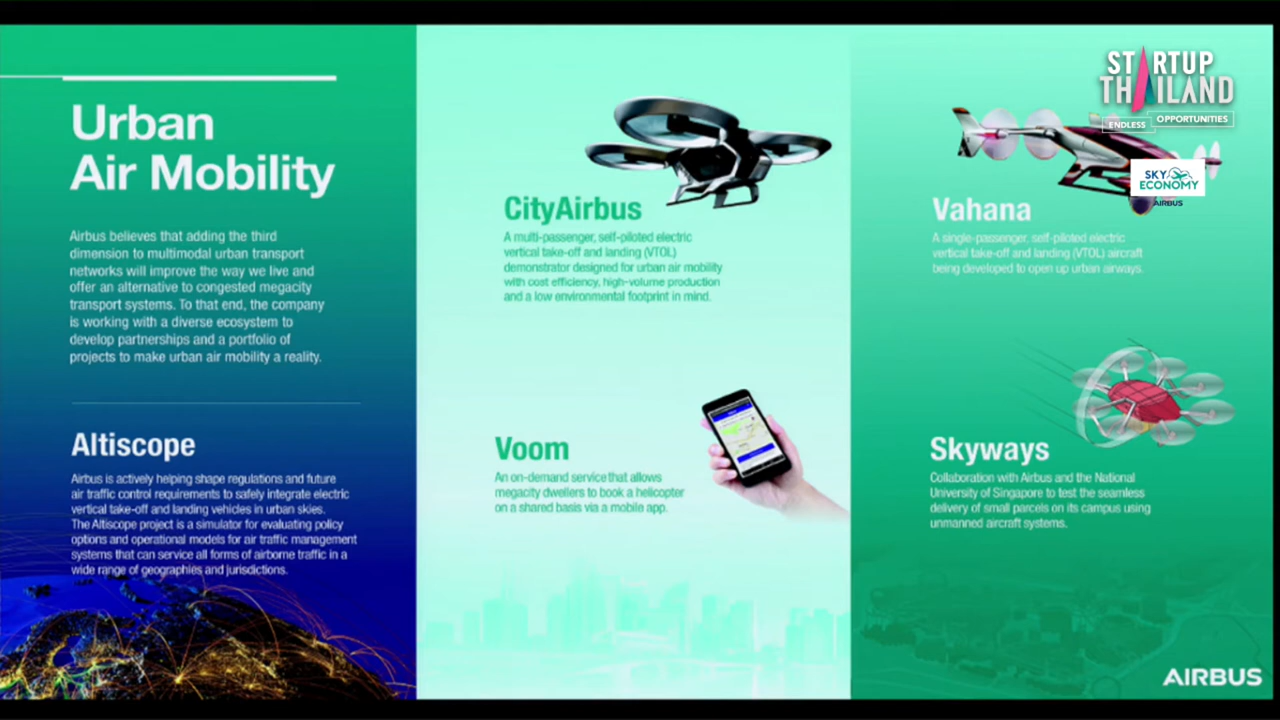 Urban
Air Mobility
Airbus believes that adding the third
dimension to multimodal urban transport
networks will improve the way we live and
offer an alternative to congested megacity
transport systems. To that end, the company
is working with a diverse ecosystem to
develop partnerships and a portfolio of
projects to make urban air mobility a reality.
Altiscope
Airbus is actively helping shape regulations and future
air traffic control requirements to safely integrate electric
vertical take-off and landing vehicles in urban skies.
The Altiscope project is a simulator for evaluating policy
options and operational models for air traffic management
systems that can service all forms of airborne traffic in a
wide range of geographies and jurisdictions.
CityAirbus
A multi-passenger, self-piloted electric
vertical take-off and landing (VTOL)
demonstrator designed for urban air mobility
with cost efficiency, high-volume production
and a low environmental footprint in mind.
Voom
An on-demand service that allows
megacity dwellers to book a helicopter
on a shared basis via a mobile app.
STARTUP
THAILAND
ENDLESS OPPORTUNITIES
SKY
ECONOMY
AIRBUS
Vahana
A single-passenger, self-piloted electric
vertical take-off and landing (VTOL) aircraft
being developed to open up urban airways.
Skyways
Collaboration with Airbus and the National
University of Singapore to test the seamless
delivery of small parcels on its campus using
unmanned aircraft systems.
AIRBUS